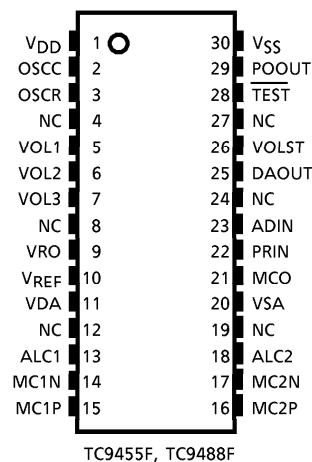 VDD 1 30 VSS
OSCC 2 29 POOUT
OSCR 3 28 TEST
NC 4 27 NC
VOL1 5 26 VOLST
VOL2 6 25 DAOUT
VOL3 7 24 NC
NC 8 23 ADIN
VRO 9 22 PRIN
VREF 10 21 MCO
VDA 11 20 VSA
NC 12 19 NC
ALC1 13 18 ALC2
MC1N 14 17 MC2N
MC1P 15 16 MC2P
TC9455F, TC9488F